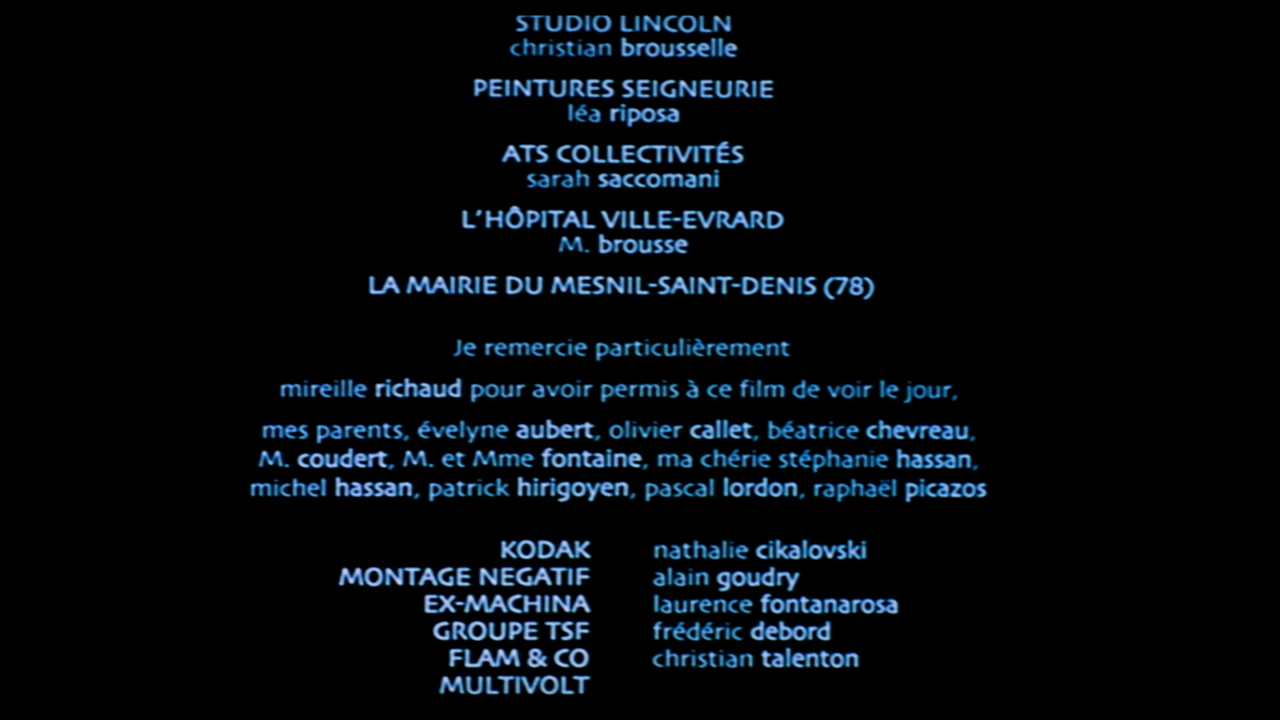 STUDIO LINCOLN
christian brousselle
PEINTURES SEIGNEURIE
léa riposa
ATS COLLECTIVITÉS
sarah saccomani
L'HÔPITAL VILLE-EVRARD
M. brousse
LA MAIRIE DU MESNIL-SAINT-DENIS (78)
Je remercie particulièrement
mireille richaud pour avoir permis à ce film de voir le jour,
mes parents, évelyne aubert, olivier callet, béatrice chevreau,
M. coudert, M. et Mme fontaine, ma chérie stéphanie hassan,
michel hassan, patrick hirigoyen, pascal lordon, raphaël picazos
KODAK nathalie cikalovski
MONTAGE NEGATIF alain goudry
EX-MACHINA laurence fontanarosa
GROUPE TSF frédéric debord
FLAM & CO christian talenton
MULTIVOLT